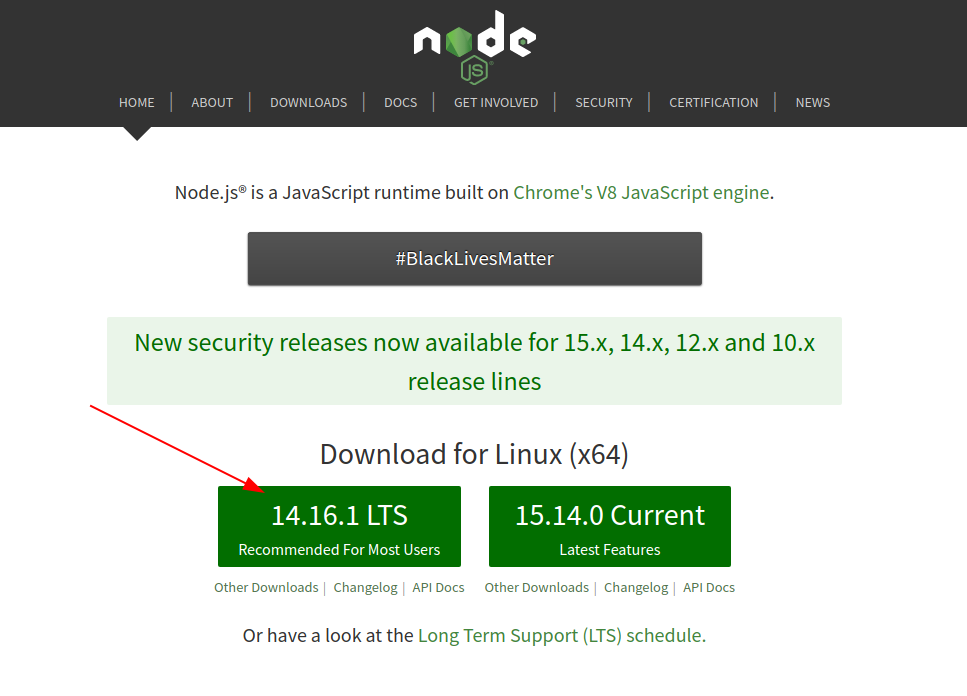 node
JS
HOME | ABOUT | DOWNLOADS | DOCS | GET INVOLVED | SECURITY | CERTIFICATION | NEWS
Node.js® is a JavaScript runtime built on Chrome's V8 JavaScript engine.
#BlackLivesMatter
New security releases now available for 15.x, 14.x, 12.x and 10.x
release lines
Download for Linux (x64)
14.16.1 LTS 15.14.0 Current
Recommended For Most Users Latest Features
Other Downloads | Changelog | API Docs Other Downloads | Changelog | API Docs
Or have a look at the Long Term Support (LTS) schedule.